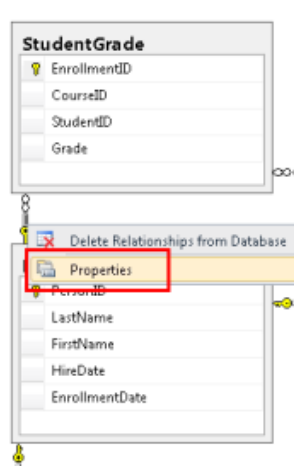 StudentGrade
EnrollmentID
CourseID
StudentID
Grade
Delete Relationships from Database
Properties
PersonID
LastName
FirstName
HireDate
EnrollmentDate